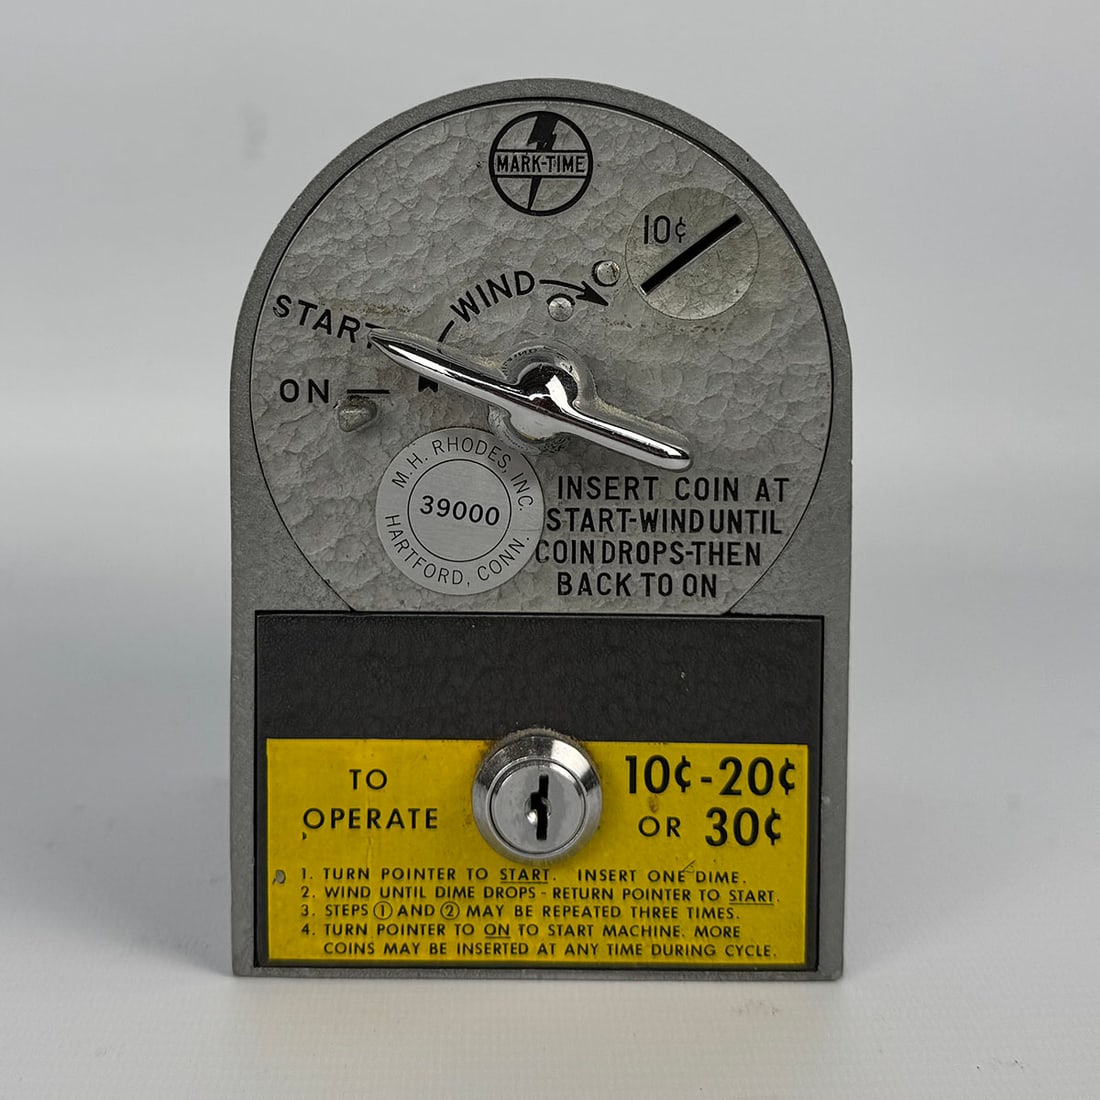 MARK-TIME
10¢
WIND
START
ON
M.H. RHODES, INC.
39000
HARTFORD, CONN.
INSERT COIN AT
START-WIND UNTIL
COIN DROPS-THEN
BACK TO ON
TO
OPERATE
10¢-20¢
OR 30¢
1. TURN POINTER TO START. INSERT ONE DIME.
2. WIND UNTIL DIME DROPS - RETURN POINTER TO START.
3. STEPS ① AND ② MAY BE REPEATED THREE TIMES.
4. TURN POINTER TO ON TO START MACHINE. MORE
COINS MAY BE INSERTED AT ANY TIME DURING CYCLE.